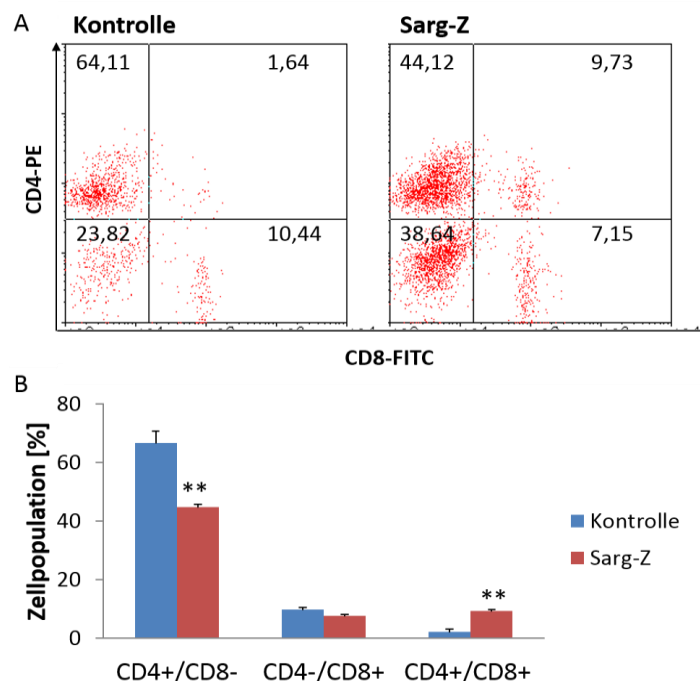 A
Kontrolle
Sarg-Z
64,11
1,64
44,12
9,73
CD4-PE
23,82
10,44
38,64
7,15
CD8-FITC
B
Zellpopulation [%]
80
60
40
20
0
**
**
Kontrolle
Sarg-Z
CD4+/CD8-
CD4-/CD8+
CD4+/CD8+